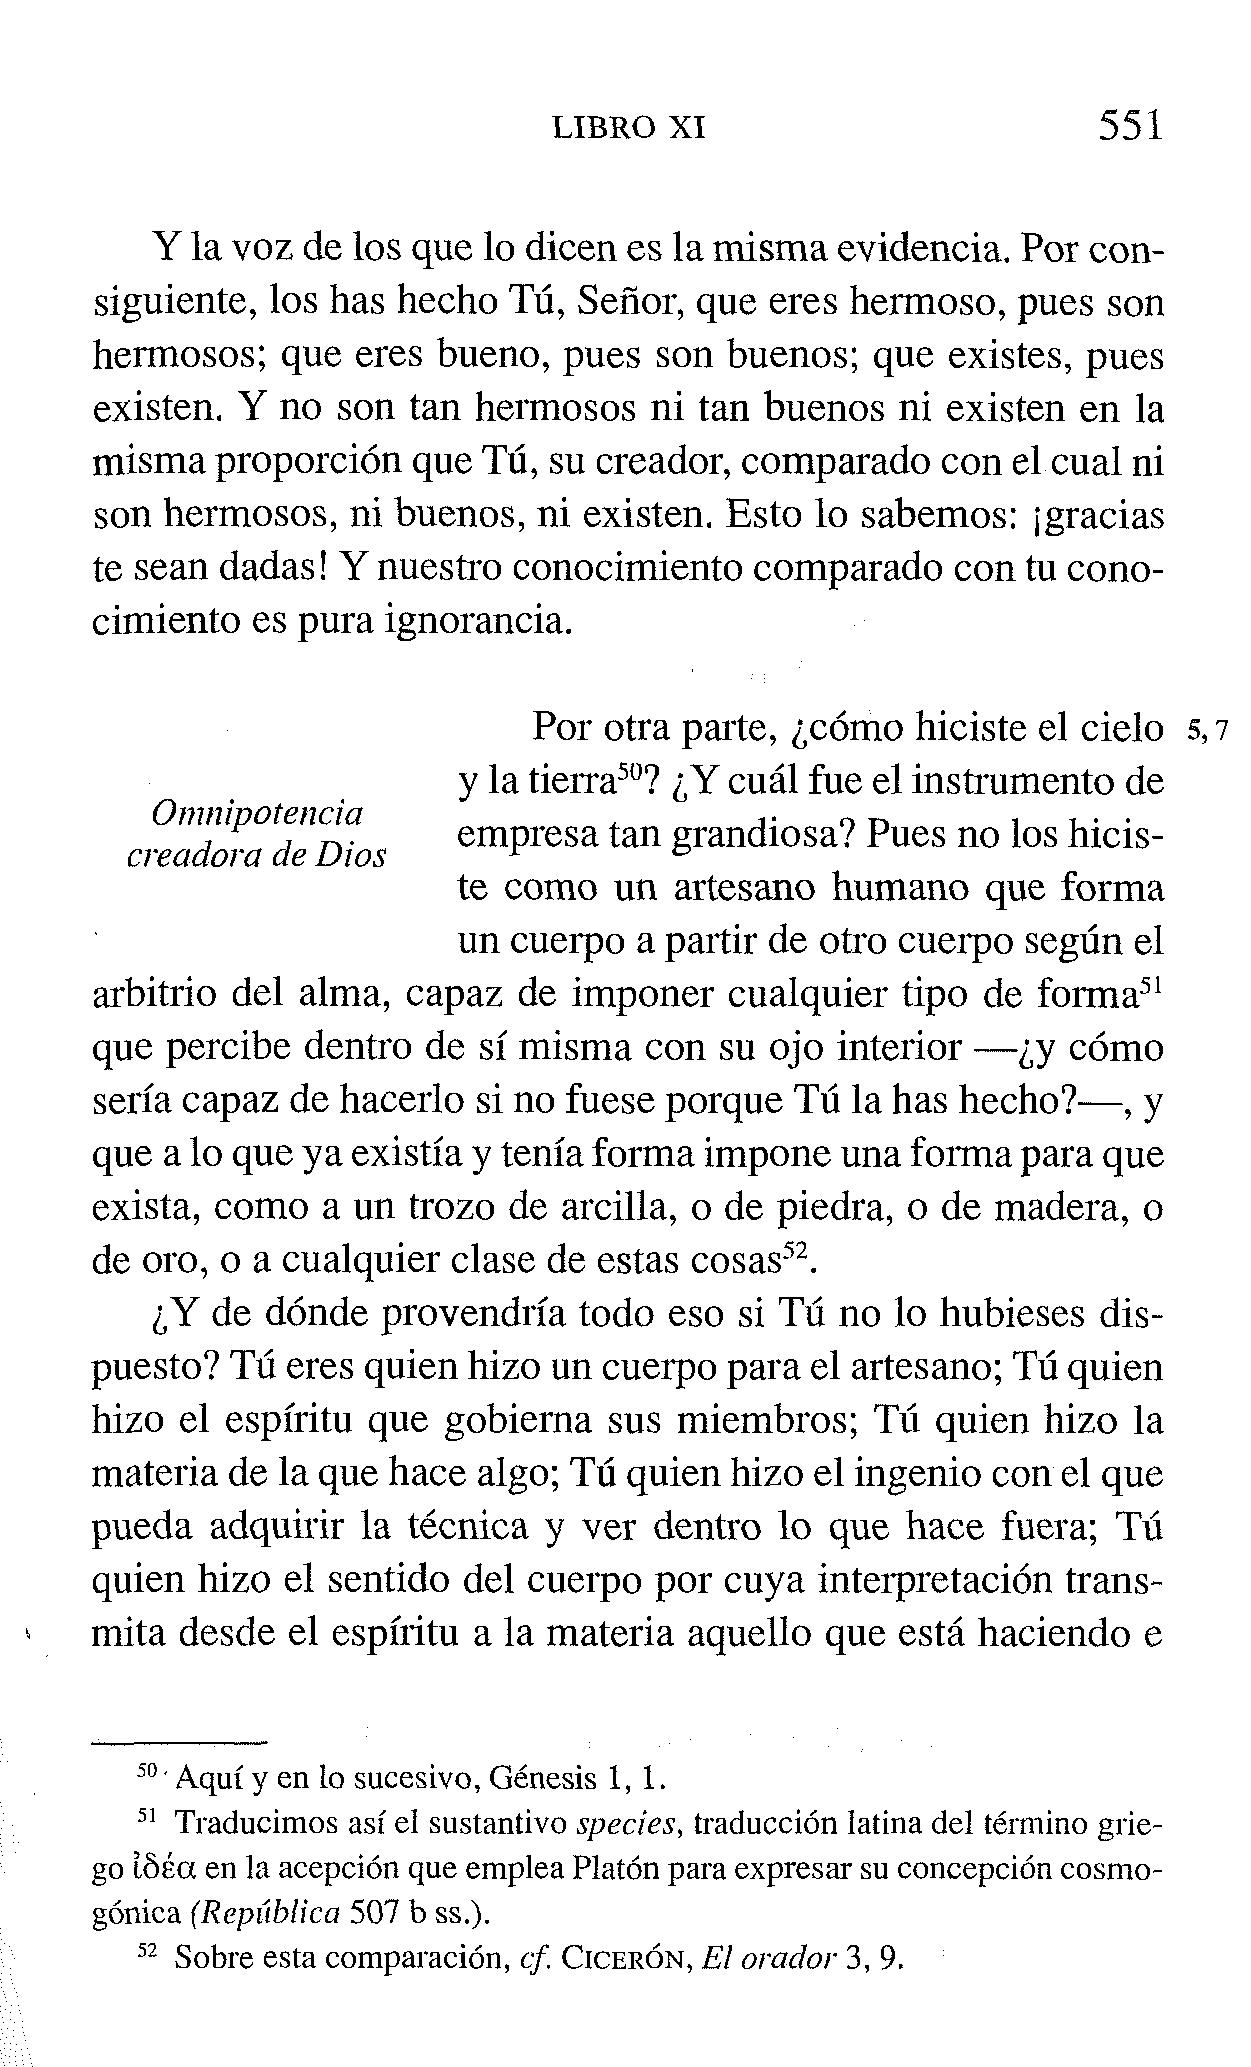 LIBRO XI 551
Y la voz de los que lo dicen es la misma evidencia. Por con-
siguiente, los has hecho Tú, Señor, que eres hermoso, pues son
hermosos; que eres bueno, pues son buenos; que existes, pues
existen. Y no son tan hermosos ni tan buenos ni existen en la
misma proporción que Tú, su creador, comparado con el cual ni
son hermosos, ni buenos, ni existen. Esto lo sabemos: ¡gracias
te sean dadas! Y nuestro conocimiento comparado con tu cono-
cimiento es pura ignorancia.
Omnipotencia
creadora de Dios
Por otra parte, ¿cómo hiciste el cielo 5, 7
y la tierra⁵⁰? ¿Y cuál fue el instrumento de
empresa tan grandiosa? Pues no los hicis-
te como un artesano humano que forma
un cuerpo a partir de otro cuerpo según el
arbitrio del alma, capaz de imponer cualquier tipo de forma⁵¹
que percibe dentro de sí misma con su ojo interior —¿y cómo
sería capaz de hacerlo si no fuese porque Tú la has hecho?—, y
que a lo que ya existía y tenía forma impone una forma para que
exista, como a un trozo de arcilla, o de piedra, o de madera, o
de oro, o a cualquier clase de estas cosas⁵².
¿Y de dónde provendría todo eso si Tú no lo hubieses dis-
puesto? Tú eres quien hizo un cuerpo para el artesano; Tú quien
hizo el espíritu que gobierna sus miembros; Tú quien hizo la
materia de la que hace algo; Tú quien hizo el ingenio con el que
pueda adquirir la técnica y ver dentro lo que hace fuera; Tú
quien hizo el sentido del cuerpo por cuya interpretación trans-
mita desde el espíritu a la materia aquello que está haciendo e
⁵⁰ Aquí y en lo sucesivo, Génesis 1, 1.
⁵¹ Traducimos así el sustantivo species, traducción latina del término grie-
go ἰδέα en la acepción que emplea Platón para expresar su concepción cosmo-
gónica (República 507 b ss.).
⁵² Sobre esta comparación, cf. CICERÓN, El orador 3, 9.